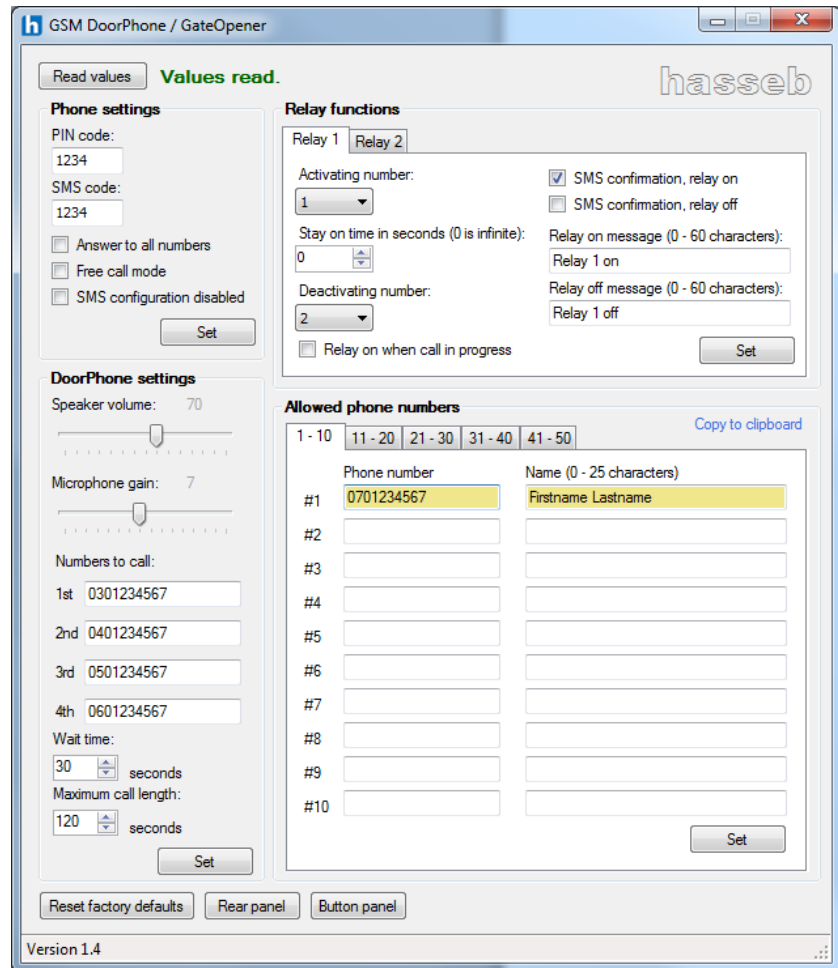 GSM DoorPhone / GateOpener
Read values
Values read.
hasseb
Phone settings
PIN code:
1234
SMS code:
1234
Answer to all numbers
Free call mode
SMS configuration disabled
Set
Relay functions
Relay 1
Relay 2
Activating number:
1
Stay on time in seconds (0 is infinite):
0
Deactivating number:
2
Relay on when call in progress
SMS confirmation, relay on
SMS confirmation, relay off
Relay on message (0 - 60 characters):
Relay 1 on
Relay off message (0 - 60 characters):
Relay 1 off
Set
DoorPhone settings
Speaker volume: 70
Microphone gain: 7
Numbers to call:
1st 0301234567
2nd 0401234567
3rd 0501234567
4th 0601234567
Wait time:
30 seconds
Maximum call length:
120 seconds
Set
Allowed phone numbers
Copy to clipboard
1 - 10
11 - 20
21 - 30
31 - 40
41 - 50
Phone number Name (0 - 25 characters)
#1 0701234567 Firstname Lastname
#2
#3
#4
#5
#6
#7
#8
#9
#10
Set
Reset factory defaults
Rear panel
Button panel
Version 1.4